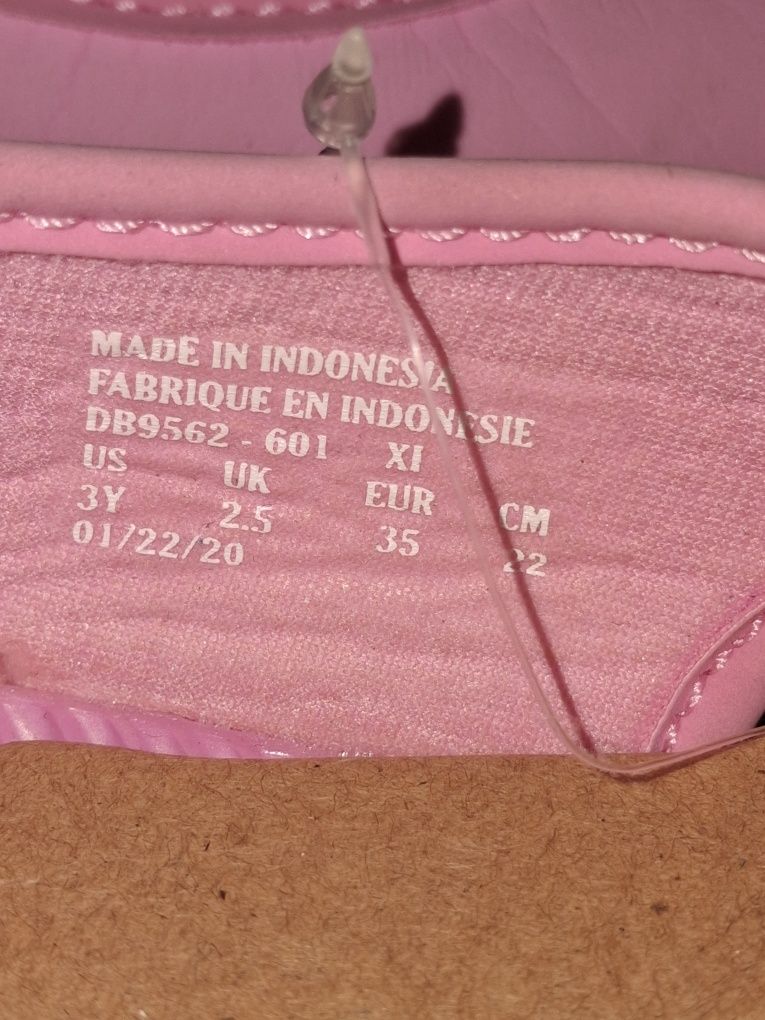 MADE IN INDONESIA
FABRIQUE EN INDONESIE
DB9562 - 601 XI
US UK EUR CM
3Y 2.5 35 22
01/22/20